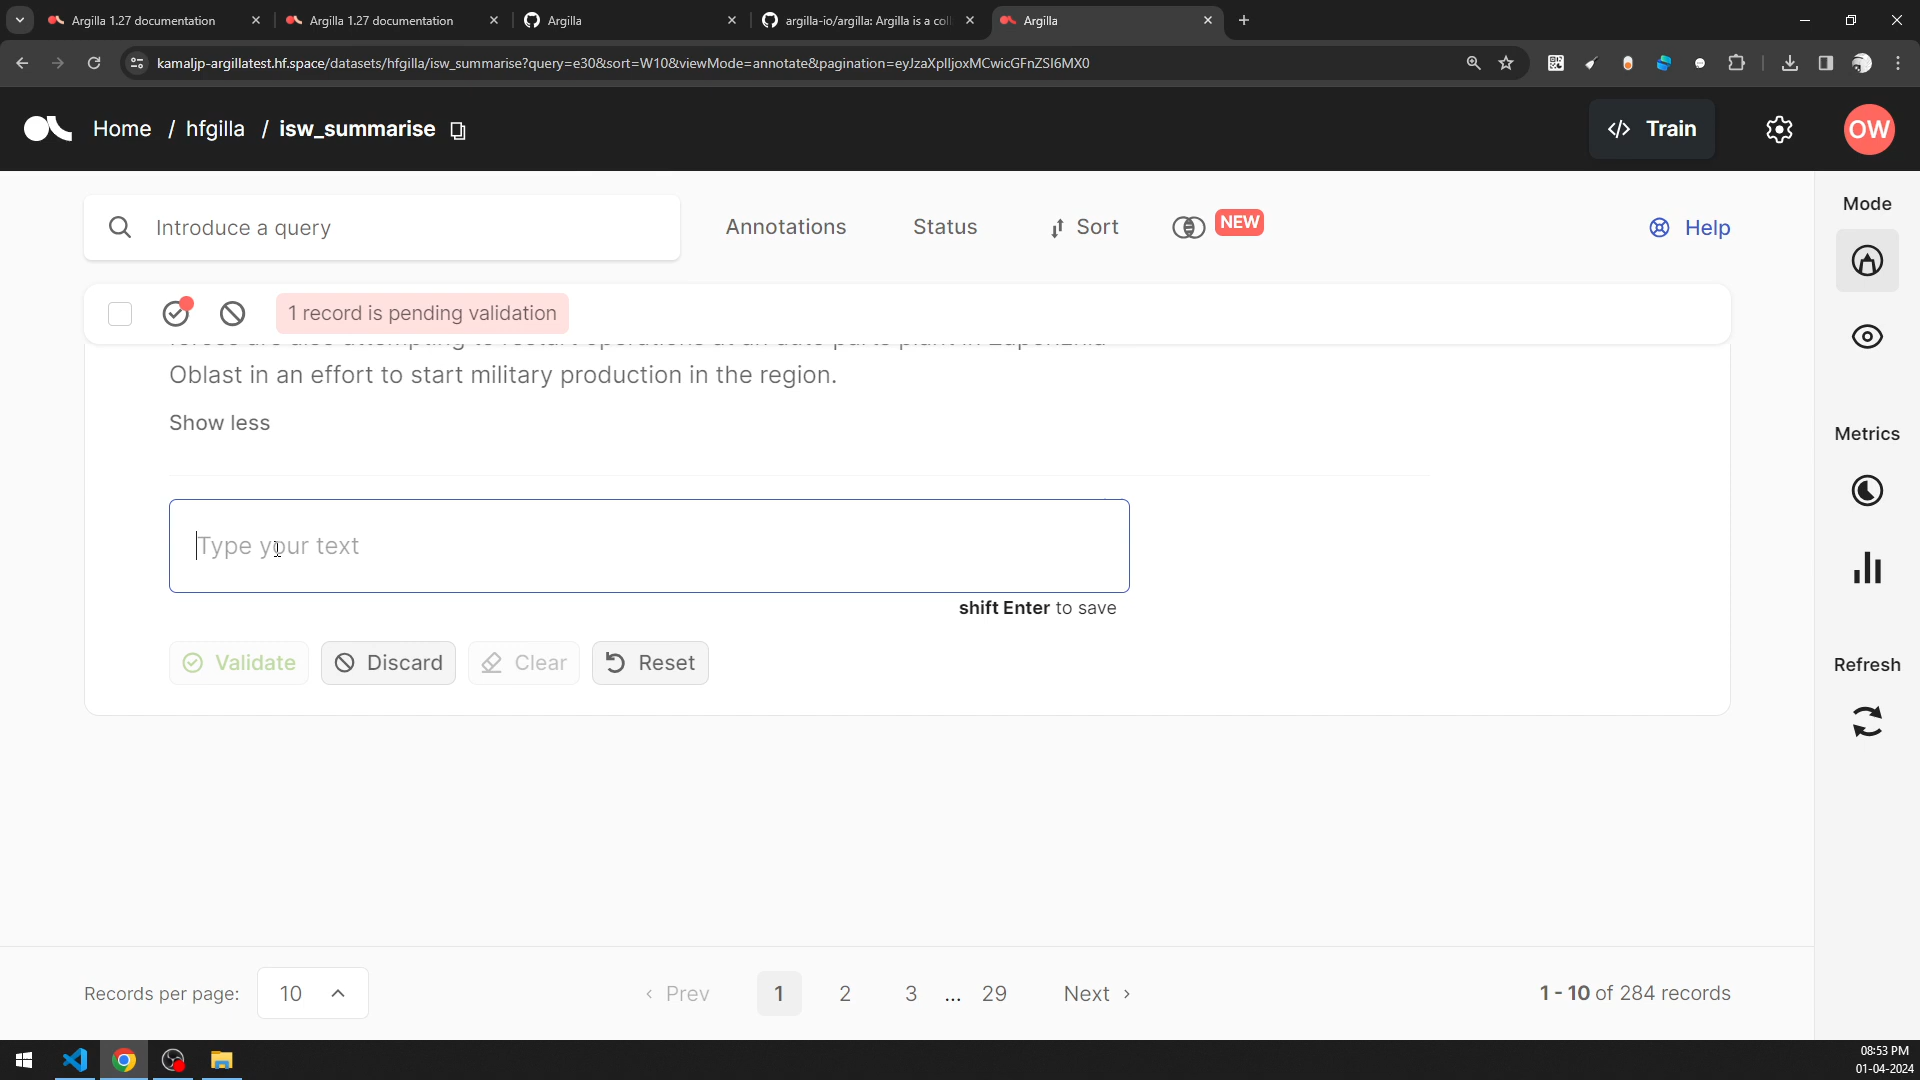 Argilla 1.27 documentation
Argilla 1.27 documentation
Argilla
argilla-io/argilla: Argilla is a col
Argilla
kamaljp-argillatest.hf.space/datasets/hfgilla/isw_summarise?query=e30&sort=W10&viewMode=annotate&pagination=eyJzaXplIjoxMCwicGFnZSI6MX0
Home / hfgilla / isw_summarise
Train
OW
Introduce a query
Annotations
Status
Sort
NEW
Help
Mode
1 record is pending validation
forces are also attempting to restart operations at an auto parts plant in Zaporizhia
Oblast in an effort to start military production in the region.
Show less
Metrics
Type your text
shift Enter to save
Validate
Discard
Clear
Reset
Refresh
Records per page:
10
Prev
1
2
3
...
29
Next
1 - 10 of 284 records
08:53 PM
01-04-2024